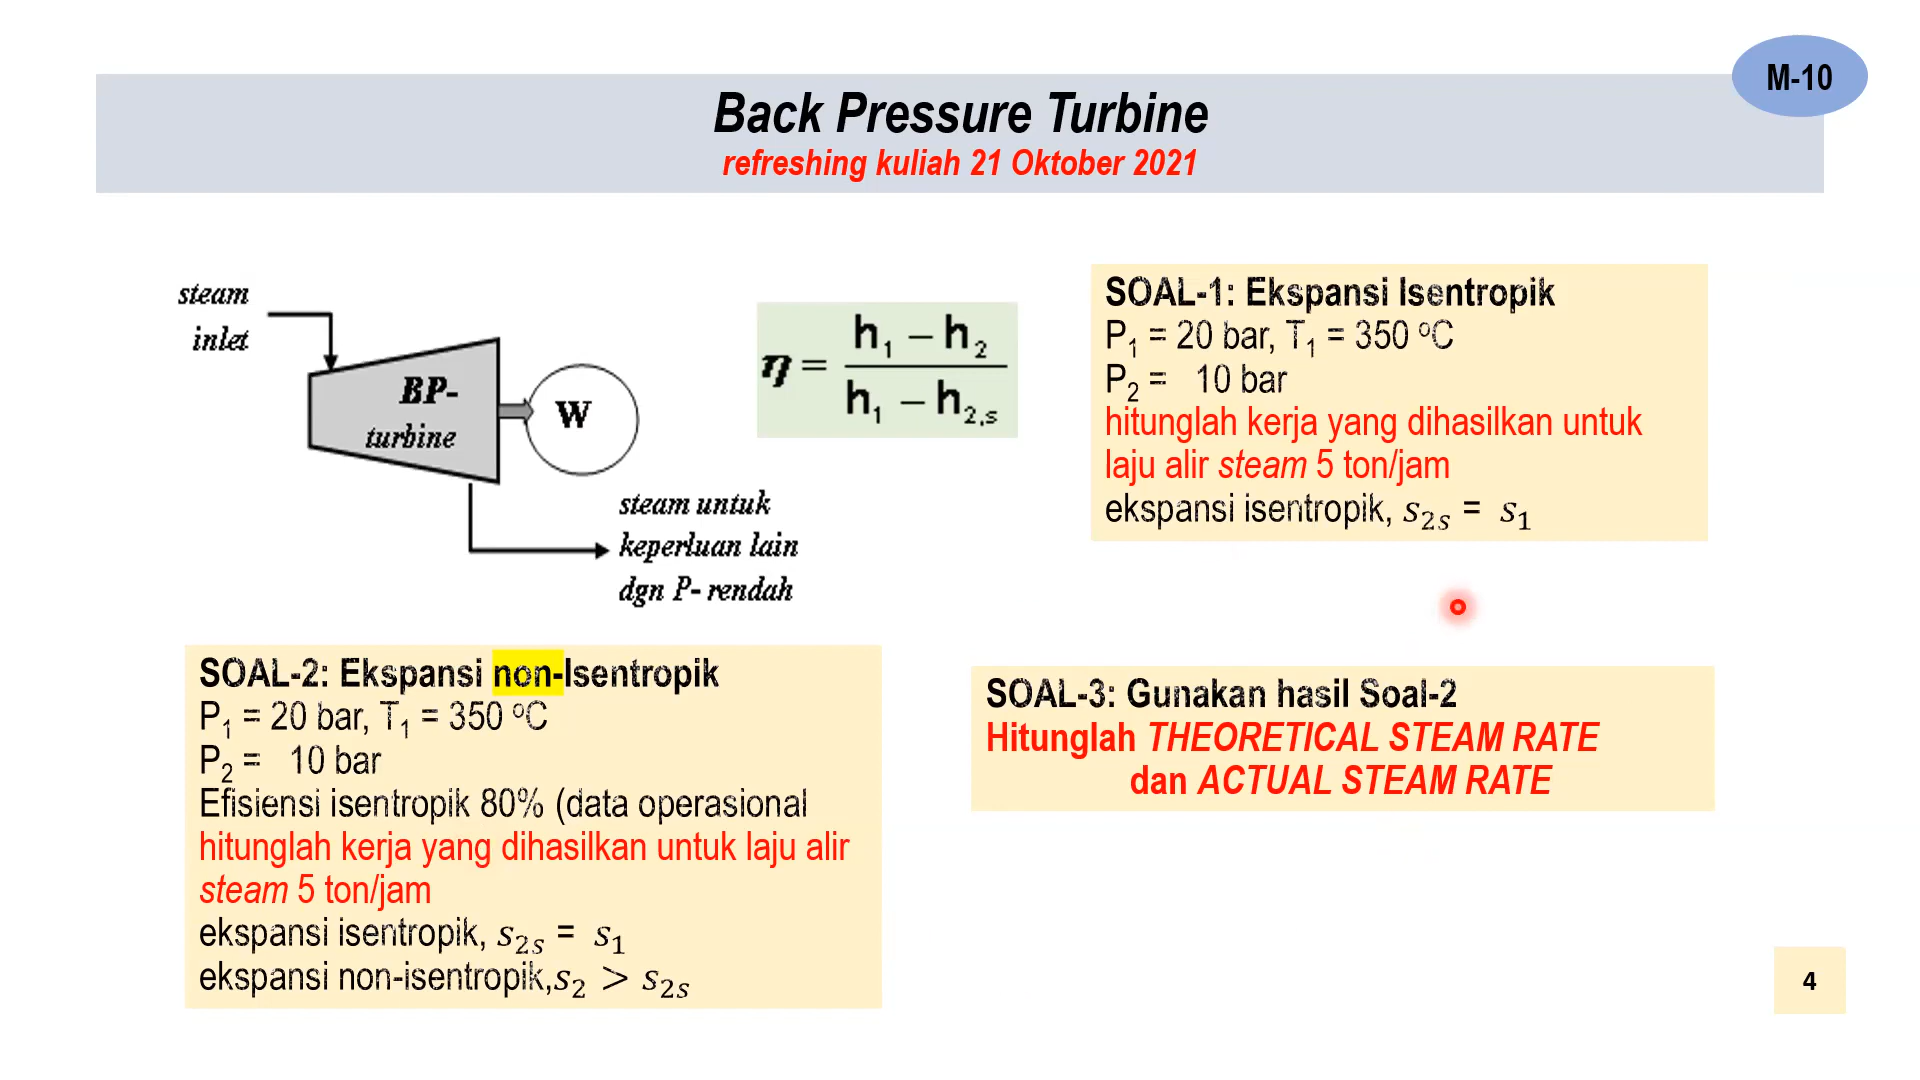 M-10
Back Pressure Turbine
refreshing kuliah 21 Oktober 2021
steam
inlet
BP-
turbine
W
steam untuk
keperluan lain
dgn P- rendah
η = (h₁ – h₂) / (h₁ – h₂,ₛ)
SOAL-1: Ekspansi Isentropik
P₁ = 20 bar, T₁ = 350 °C
P₂ = 10 bar
hitunglah kerja yang dihasilkan untuk
laju alir steam 5 ton/jam
ekspansi isentropik, s₂ₛ = s₁
SOAL-2: Ekspansi non-Isentropik
P₁ = 20 bar, T₁ = 350 °C
P₂ = 10 bar
Efisiensi isentropik 80% (data operasional
hitunglah kerja yang dihasilkan untuk laju alir
steam 5 ton/jam
ekspansi isentropik, s₂ₛ = s₁
ekspansi non-isentropik,s₂ > s₂ₛ
SOAL-3: Gunakan hasil Soal-2
Hitunglah THEORETICAL STEAM RATE
dan ACTUAL STEAM RATE
4